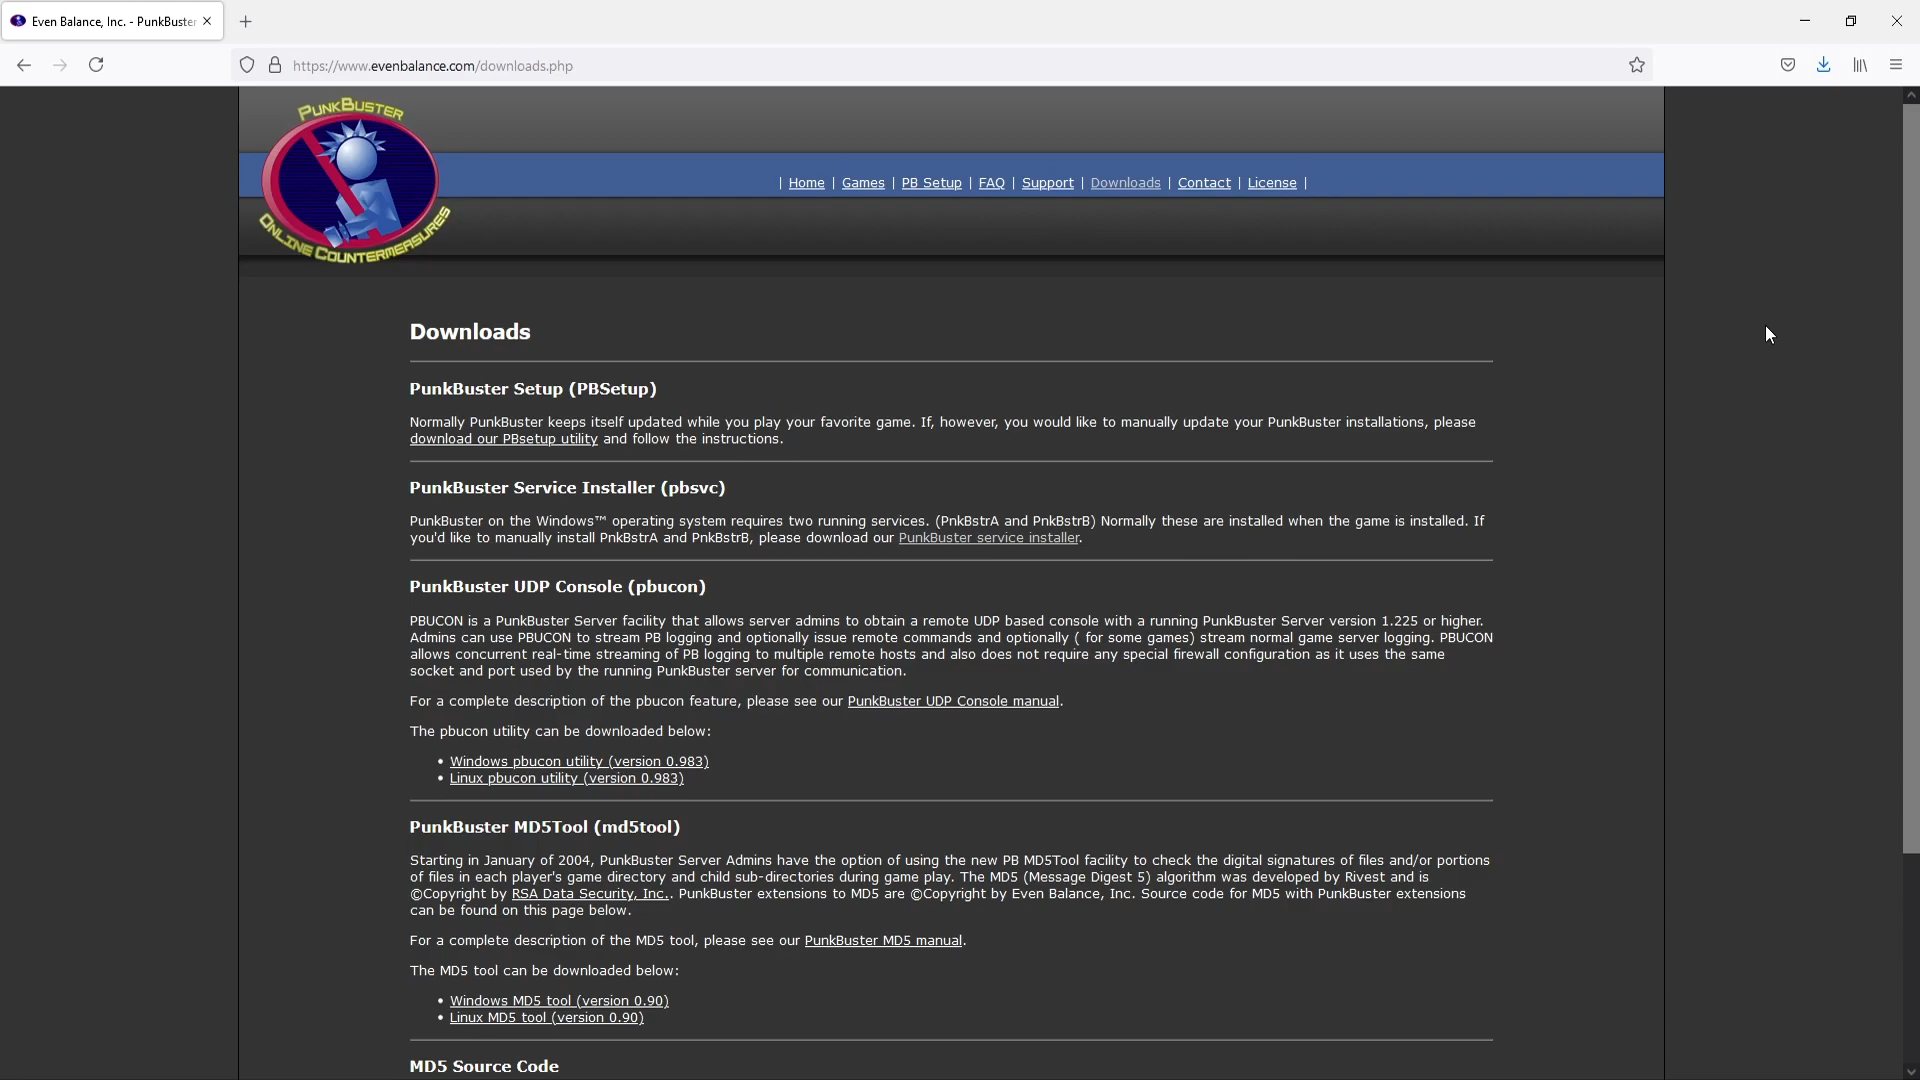 Even Balance, Inc. - PunkBuster
https://www.evenbalance.com/downloads.php
PUNKBUSTER
ONLINE COUNTERMEASURES
| Home | Games | PB Setup | FAQ | Support | Downloads | Contact | License |
Downloads
PunkBuster Setup (PBSetup)
Normally PunkBuster keeps itself updated while you play your favorite game. If, however, you would like to manually update your PunkBuster installations, please
download our PBsetup utility and follow the instructions.
PunkBuster Service Installer (pbsvc)
PunkBuster on the Windows™ operating system requires two running services. (PnkBstrA and PnkBstrB) Normally these are installed when the game is installed. If
you'd like to manually install PnkBstrA and PnkBstrB, please download our PunkBuster service installer.
PunkBuster UDP Console (pbucon)
PBUCON is a PunkBuster Server facility that allows server admins to obtain a remote UDP based console with a running PunkBuster Server version 1.225 or higher.
Admins can use PBUCON to stream PB logging and optionally issue remote commands and optionally ( for some games) stream normal game server logging. PBUCON
allows concurrent real-time streaming of PB logging to multiple remote hosts and also does not require any special firewall configuration as it uses the same
socket and port used by the running PunkBuster server for communication.
For a complete description of the pbucon feature, please see our PunkBuster UDP Console manual.
The pbucon utility can be downloaded below:
• Windows pbucon utility (version 0.983)
• Linux pbucon utility (version 0.983)
PunkBuster MD5Tool (md5tool)
Starting in January of 2004, PunkBuster Server Admins have the option of using the new PB MD5Tool facility to check the digital signatures of files and/or portions
of files in each player's game directory and child sub-directories during game play. The MD5 (Message Digest 5) algorithm was developed by Rivest and is
©Copyright by RSA Data Security, Inc.. PunkBuster extensions to MD5 are ©Copyright by Even Balance, Inc. Source code for MD5 with PunkBuster extensions
can be found on this page below.
For a complete description of the MD5 tool, please see our PunkBuster MD5 manual.
The MD5 tool can be downloaded below:
• Windows MD5 tool (version 0.90)
• Linux MD5 tool (version 0.90)
MD5 Source Code